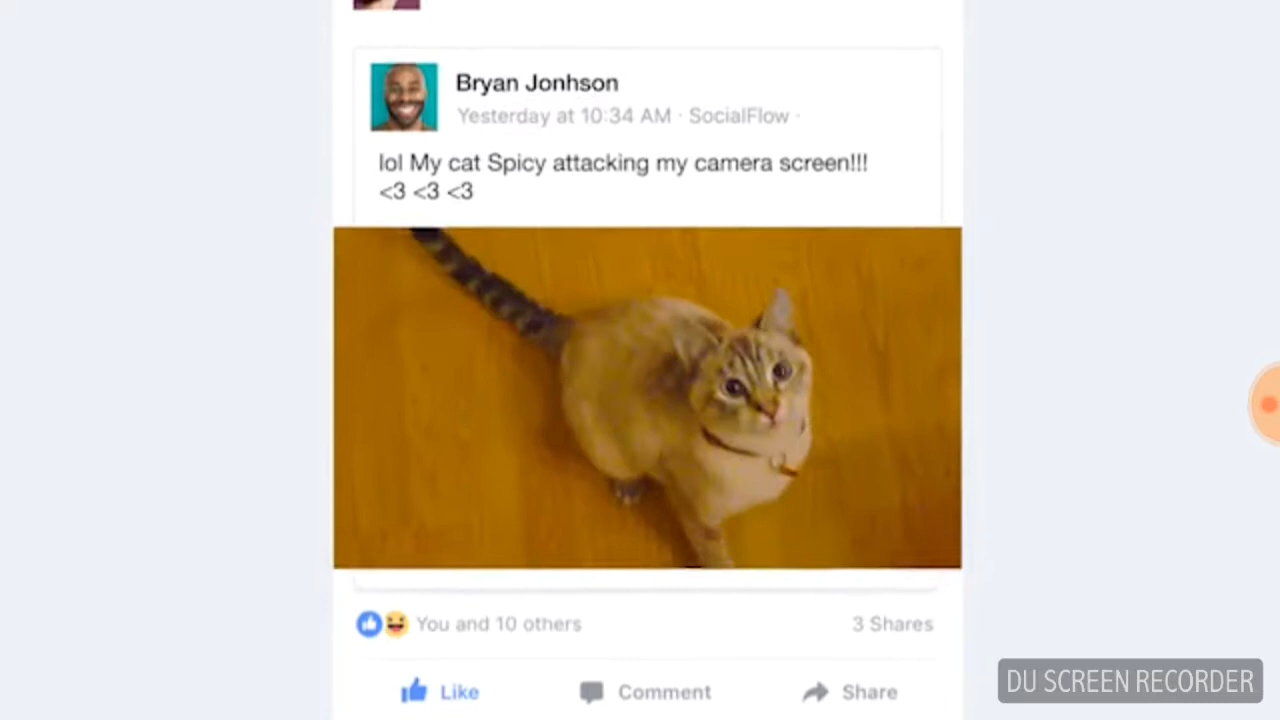 Bryan Jonhson
Yesterday at 10:34 AM · SocialFlow ·
lol My cat Spicy attacking my camera screen!!!
<3 <3 <3
You and 10 others
3 Shares
Like
Comment
Share
DU SCREEN RECORDER